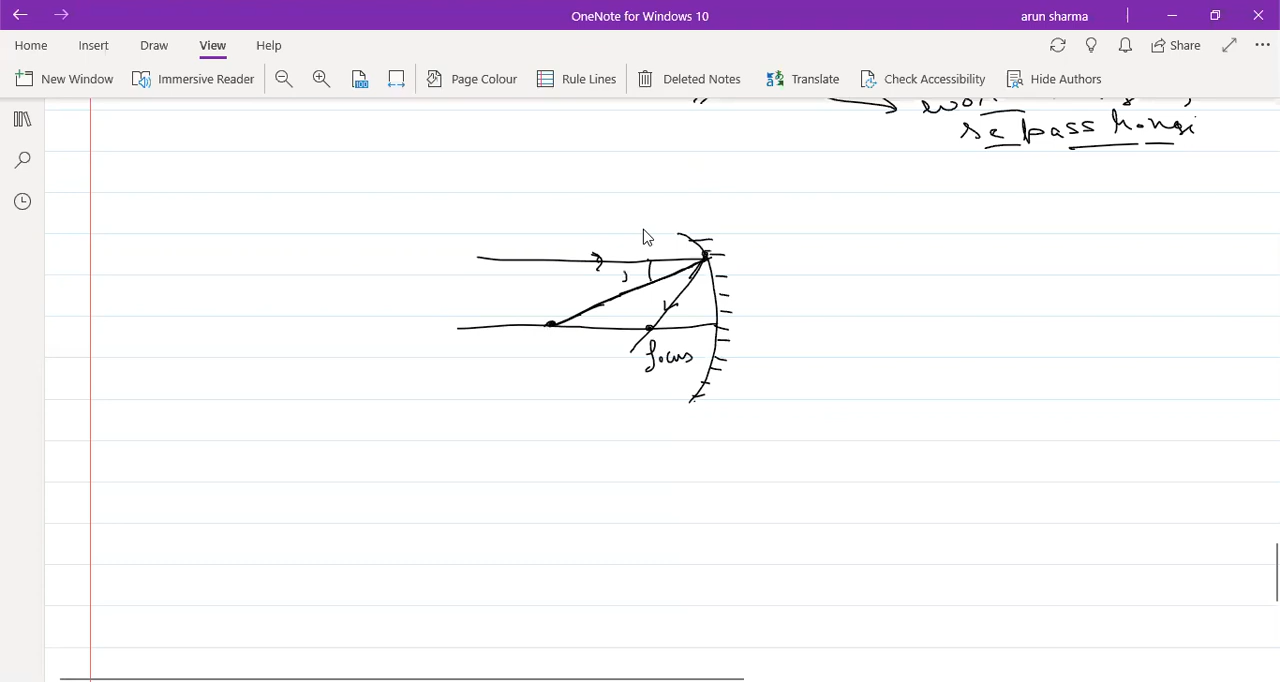 OneNote for Windows 10
arun sharma
Home Insert Draw View Help
Share
New Window Immersive Reader Page Colour Rule Lines Deleted Notes Translate Check Accessibility Hide Authors
se pass hongi
focus